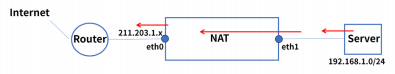 Internet
Router
211.203.1.x
eth0
NAT
eth1
Server
192.168.1.0/24